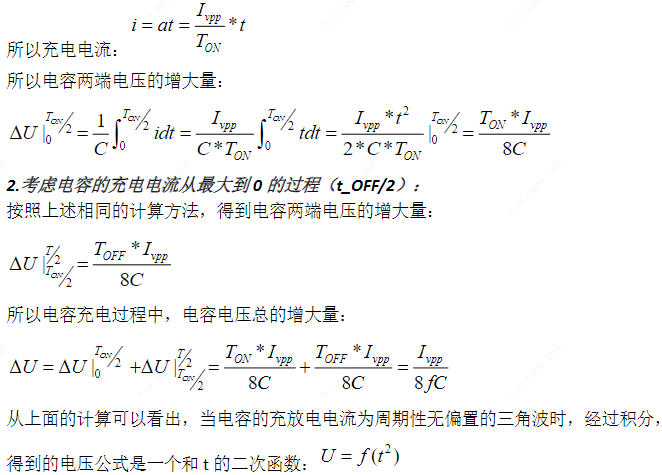 所以充电电流: i = at = \frac{I_{vpp}}{T_{ON}} * t
所以电容两端电压的增大量:
\Delta U |_{0}^{T_{ON}/2} = \frac{1}{C} \int_{0}^{T_{ON}/2} idt = \frac{I_{vpp}}{C * T_{ON}} \int_{0}^{T_{ON}/2} tdt = \frac{I_{vpp} * t^2}{2 * C * T_{ON}} |_{0}^{T_{ON}/2} = \frac{T_{ON} * I_{vpp}}{8C}
2.考虑电容的充电电流从最大到0的过程（t_OFF/2）;
按照上述相同的计算方法，得到电容两端电压的增大量:
\Delta U |_{T_{ON}/2}^{T/2} = \frac{T_{OFF} * I_{vpp}}{8C}
所以电容充电过程中，电容电压总的增大量:
\Delta U = \Delta U |_{0}^{T_{ON}/2} + \Delta U |_{T_{ON}/2}^{T/2} = \frac{T_{ON} * I_{vpp}}{8C} + \frac{T_{OFF} * I_{vpp}}{8C} = \frac{I_{vpp}}{8fC}
从上面的计算可以看出，当电容的充放电电流为周期性无偏置的三角波时，经过积分，
得到的电压公式是一个和t的二次函数: U = f(t^2)